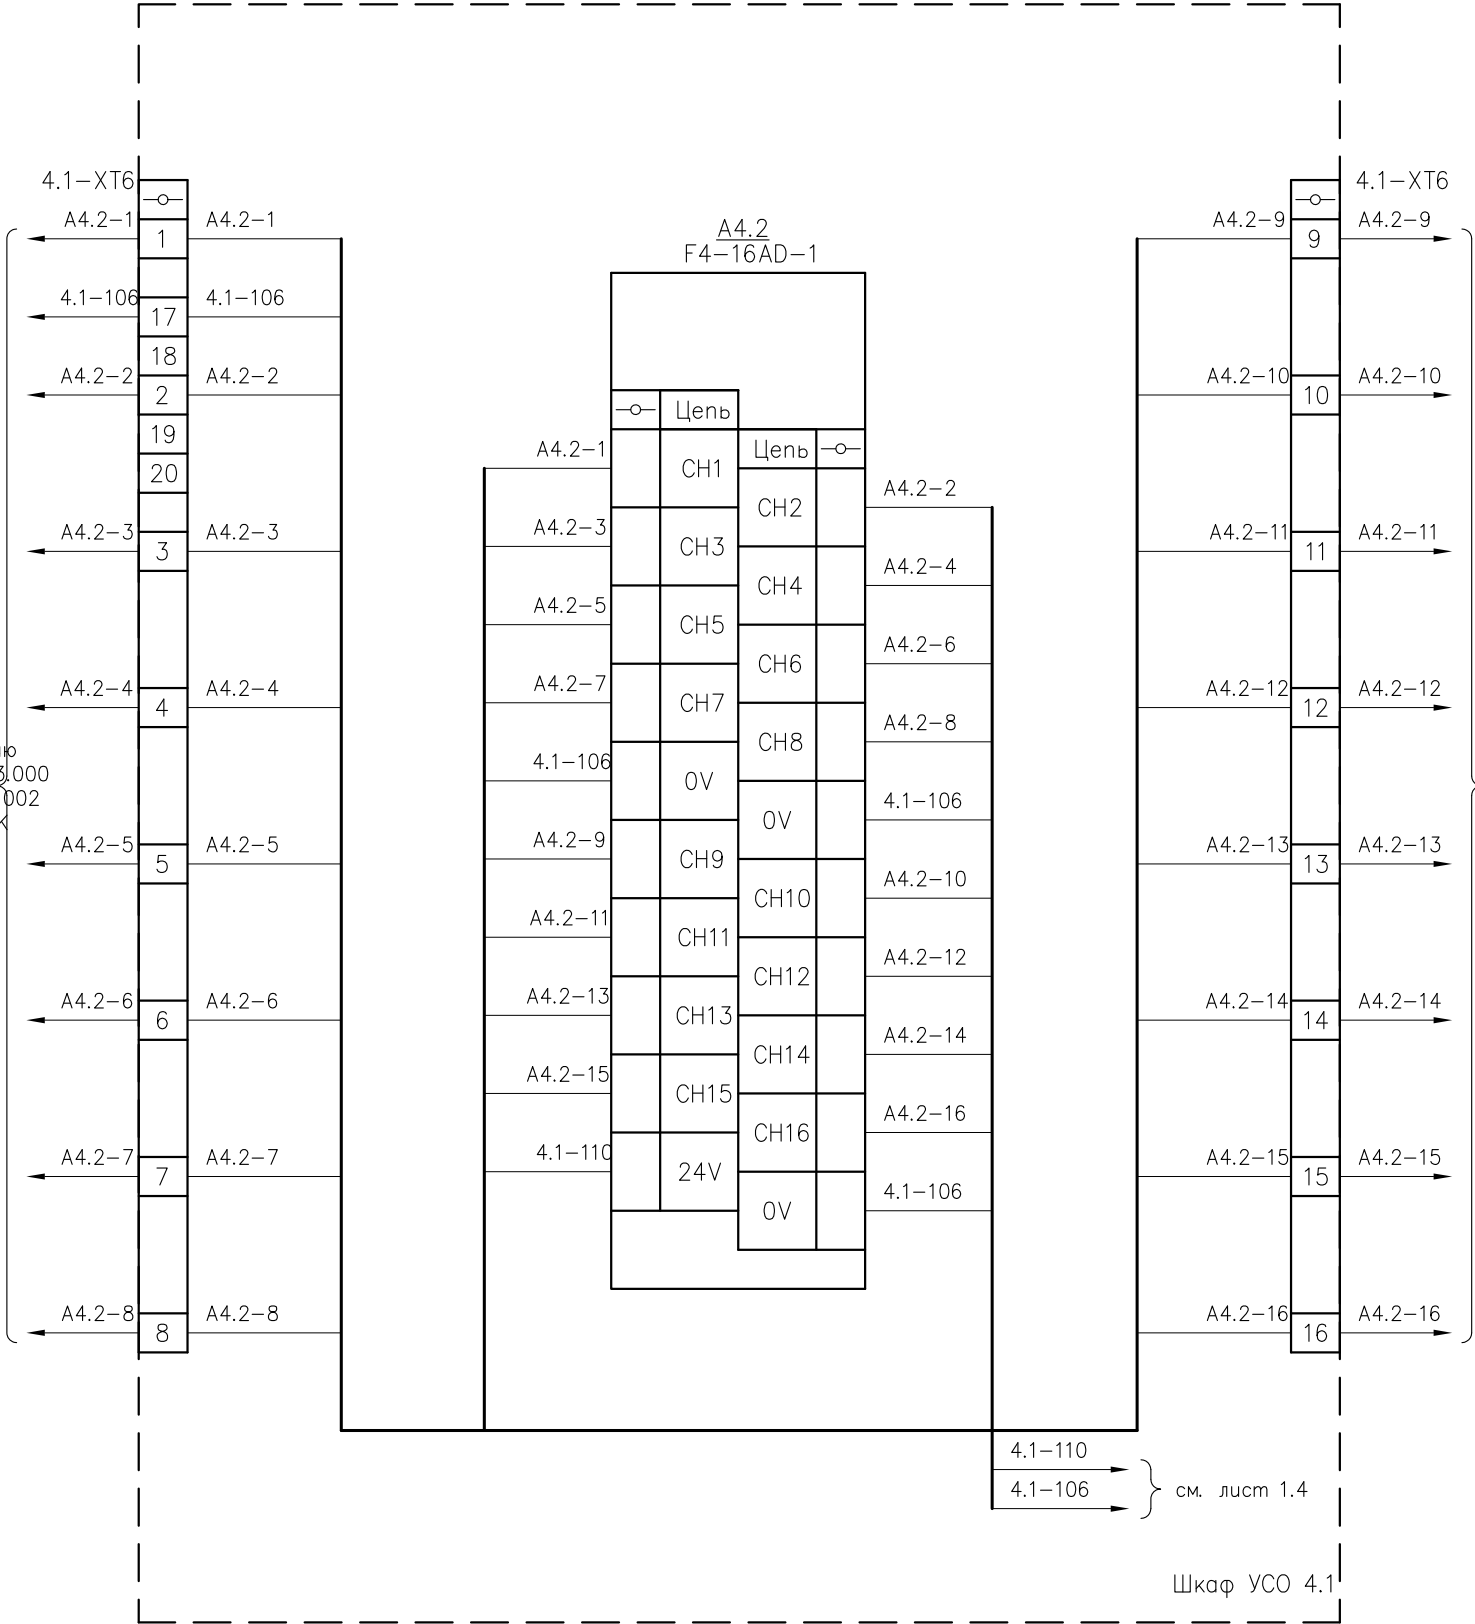 4.1-XT6
A4.2-1 1 A4.2-1
4.1-106 17 4.1-106
18
A4.2-2 2 A4.2-2
19
20
A4.2-3 3 A4.2-3
A4.2-4 4 A4.2-4
3.000
002
A4.2-5 5 A4.2-5
A4.2-6 6 A4.2-6
A4.2-7 7 A4.2-7
A4.2-8 8 A4.2-8
A4.2
F4-16AD-1
Цепь
Цепь
A4.2-1 CH1
CH2 A4.2-2
A4.2-3 CH3
CH4 A4.2-4
A4.2-5 CH5
CH6 A4.2-6
A4.2-7 CH7
CH8 A4.2-8
4.1-106 0V
0V 4.1-106
A4.2-9 CH9
CH10 A4.2-10
A4.2-11 CH11
CH12 A4.2-12
A4.2-13 CH13
CH14 A4.2-14
A4.2-15 CH15
CH16 A4.2-16
4.1-110 24V
0V 4.1-106
4.1-XT6
A4.2-9 9 A4.2-9
A4.2-10 10 A4.2-10
A4.2-11 11 A4.2-11
A4.2-12 12 A4.2-12
A4.2-13 13 A4.2-13
A4.2-14 14 A4.2-14
A4.2-15 15 A4.2-15
A4.2-16 16 A4.2-16
4.1-110
4.1-106
см. лист 1.4
Шкаф УСО 4.1